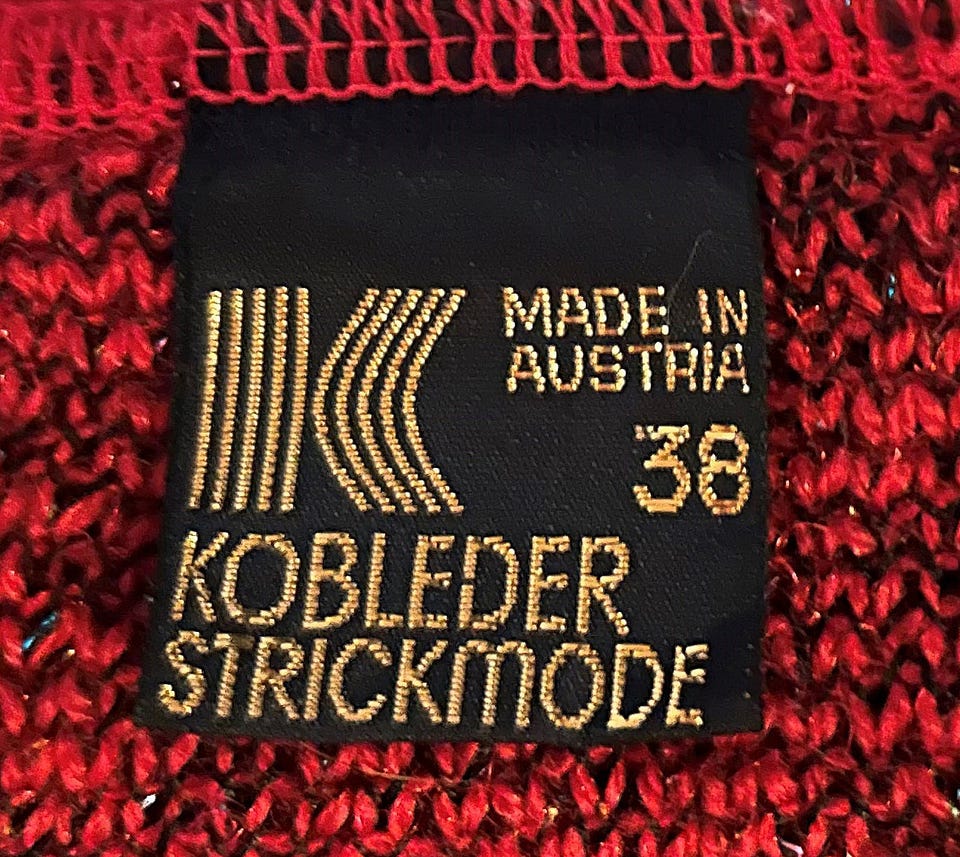 K
MADE IN
AUSTRIA
38
KOBLEDER
STRICKMODE